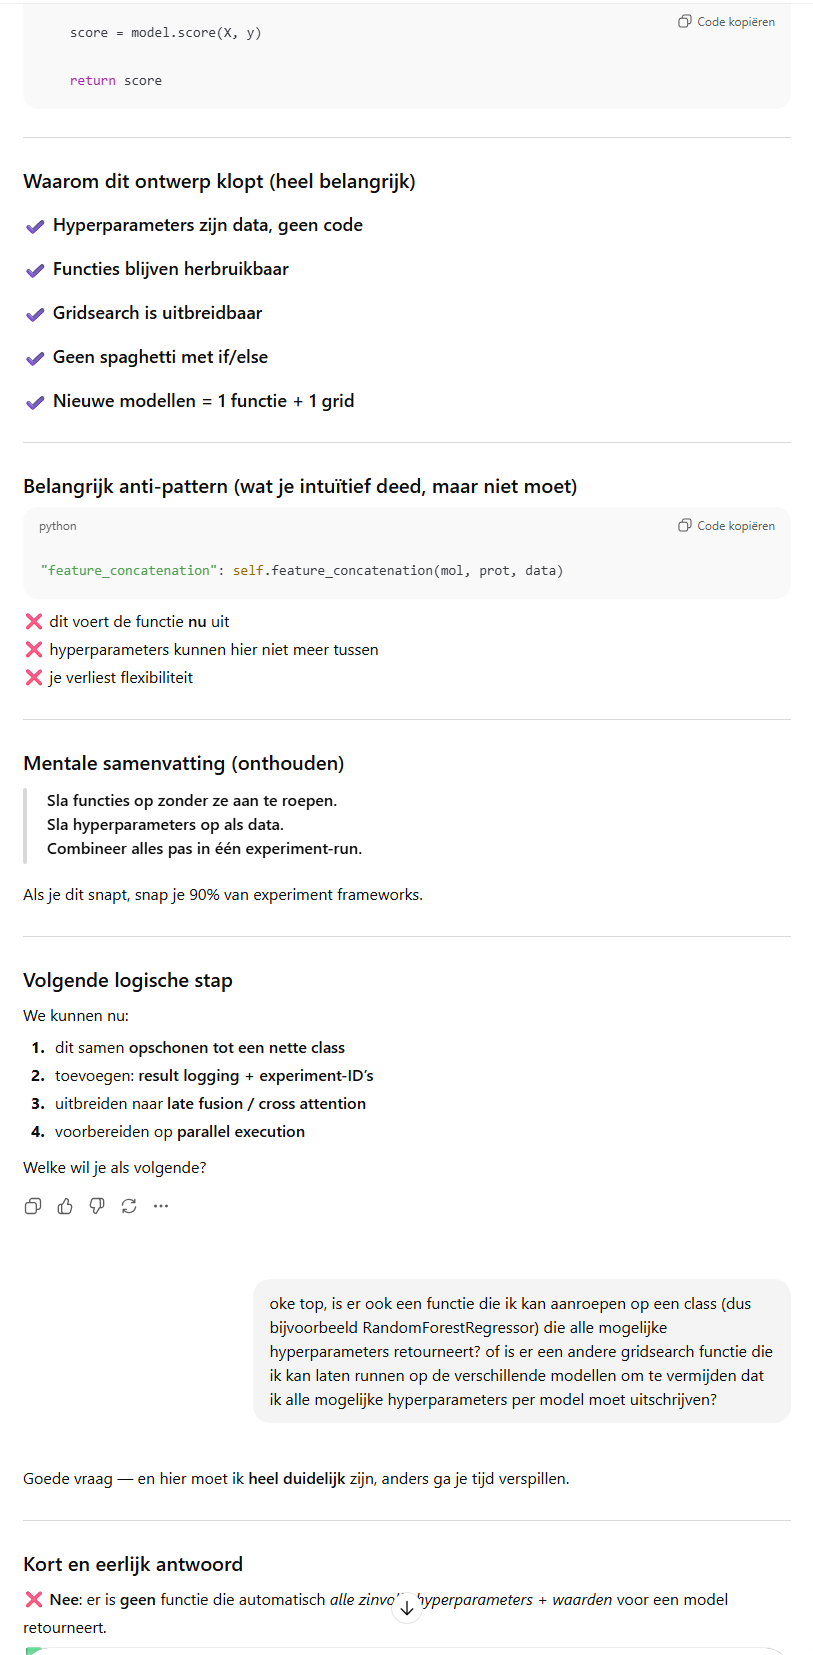 Code kopiëren
score = model.score(X, y)
return score
Waarom dit ontwerp klopt (heel belangrijk)
Hyperparameters zijn data, geen code
Functies blijven herbruikbaar
Gridsearch is uitbreidbaar
Geen spaghetti met if/else
Nieuwe modellen = 1 functie + 1 grid
Belangrijk anti-pattern (wat je intuïtief deed, maar niet moet)
python
Code kopiëren
"feature_concatenation": self.feature_concatenation(mol, prot, data)
❌ dit voert de functie nu uit
❌ hyperparameters kunnen hier niet meer tussen
❌ je verliest flexibiliteit
Mentale samenvatting (onthouden)
Sla functies op zonder ze aan te roepen.
Sla hyperparameters op als data.
Combineer alles pas in één experiment-run.
Als je dit snapt, snap je 90% van experiment frameworks.
Volgende logische stap
We kunnen nu:
1. dit samen opschonen tot een nette class
2. toevoegen: result logging + experiment-ID's
3. uitbreiden naar late fusion / cross attention
4. voorbereiden op parallel execution
Welke wil je als volgende?
oke top, is er ook een functie die ik kan aanroepen op een class (dus
bijvoorbeeld RandomForestRegressor) die alle mogelijke
hyperparameters retourneert? of is er een andere gridsearch functie die
ik kan laten runnen op de verschillende modellen om te vermijden dat
ik alle mogelijke hyperparameters per model moet uitschrijven?
Goede vraag — en hier moet ik heel duidelijk zijn, anders ga je tijd verspillen.
Kort en eerlijk antwoord
❌ Nee: er is geen functie die automatisch alle hyperparameters + waarden voor een model
retourneert.